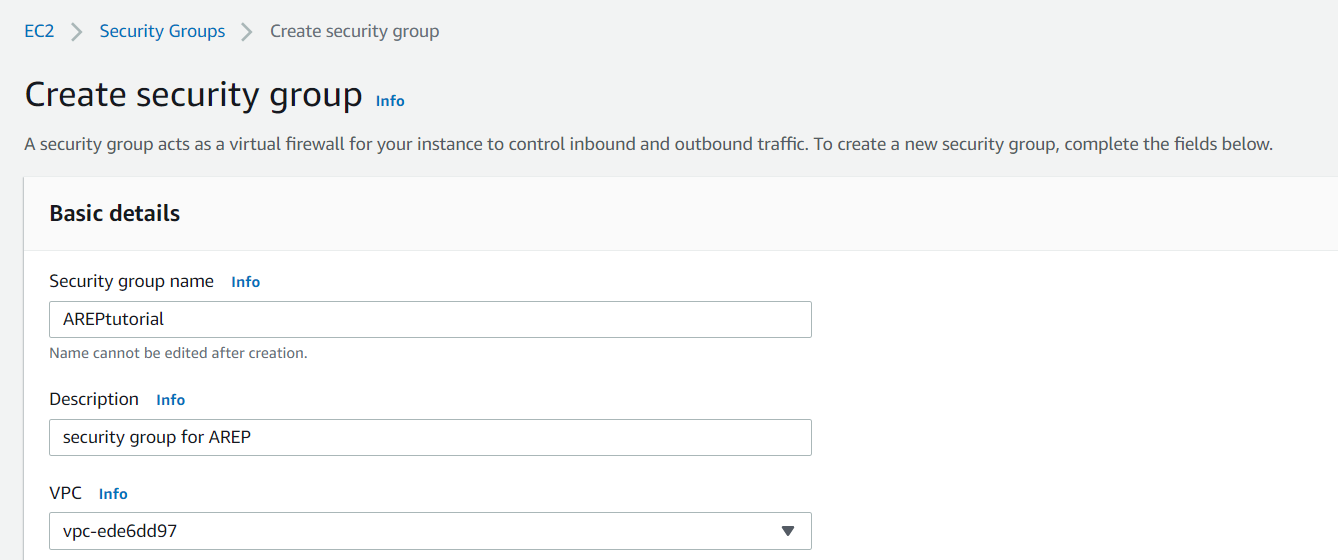 EC2 > Security Groups > Create security group
Create security group Info
A security group acts as a virtual firewall for your instance to control inbound and outbound traffic. To create a new security group, complete the fields below.
Basic details
Security group name Info
AREPtutorial
Name cannot be edited after creation.
Description Info
security group for AREP
VPC Info
vpc-ede6dd97